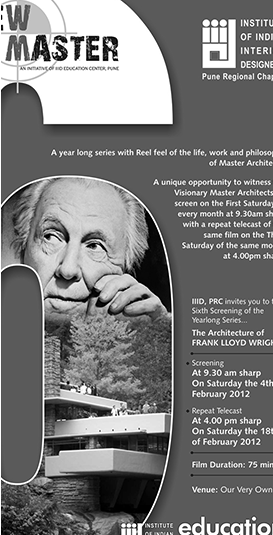 EW
MASTER
AN INITIATIVE OF IIID EDUCATION CENTER, PUNE
INSTITU
OF INDI
INTERI
DESIGNE
Pune Regional Chap
A year long series with Reel feel of the life, work and philosop
of Master Archite
A unique opportunity to witness
Visionary Master Architects
screen on the First Saturday
every month at 9.30am sh
with a repeat telecast of
same film on the Th
Saturday of the same mo
at 4.00pm sha
IIID, PRC invites you to t
Sixth Screening of the
Yearlong Series...
The Architecture of
FRANK LLOYD WRIGH
Screening
At 9.30 am sharp
On Saturday the 4th
February 2012
Repeat Telecast
At 4.00 pm sharp
On Saturday the 18t
of February 2012
Film Duration: 75 min
Venue: Our Very Own
INSTITUTE
OF INDIAN
education